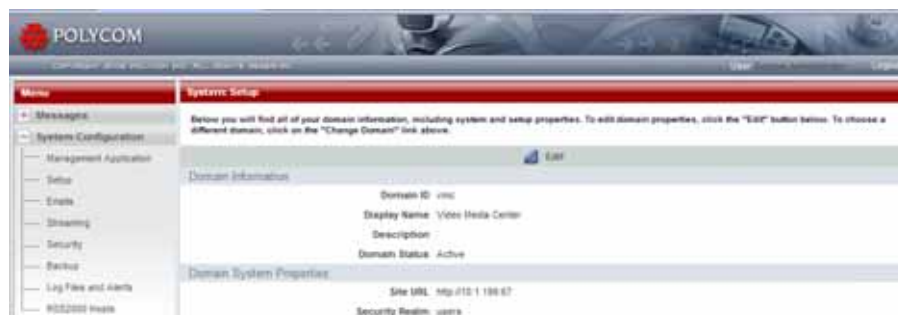 POLYCOM
User:
Menu
System Setup
Messages
Below you will find all of your domain information, including system and setup properties. To edit domain properties, click the "Edit" button below. To choose a
different domain, click on the "Change Domain" link above.
System Configuration
Management Application
Edit
Setup
Domain Information
Emails
Domain ID vmc
Streaming
Display Name Video Media Center
Security
Description
Backup
Domain Status Active
Log Files and Alerts
Domain System Properties
RSS2000 Hosts
Site URL
Security Realm users